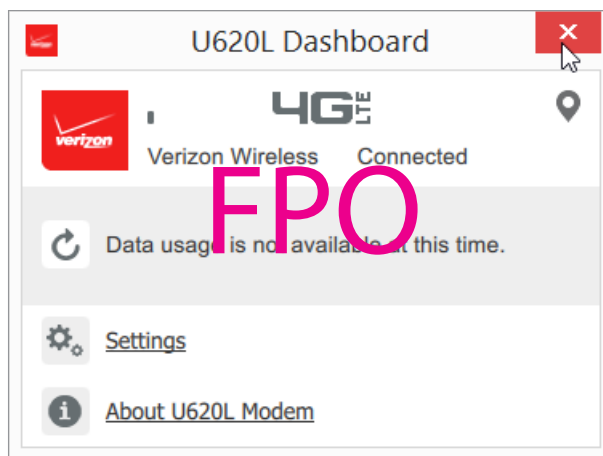 U620L Dashboard
verizon
4G LTE
Verizon Wireless Connected
FPO
Data usage is not available at this time.
Settings
About U620L Modem